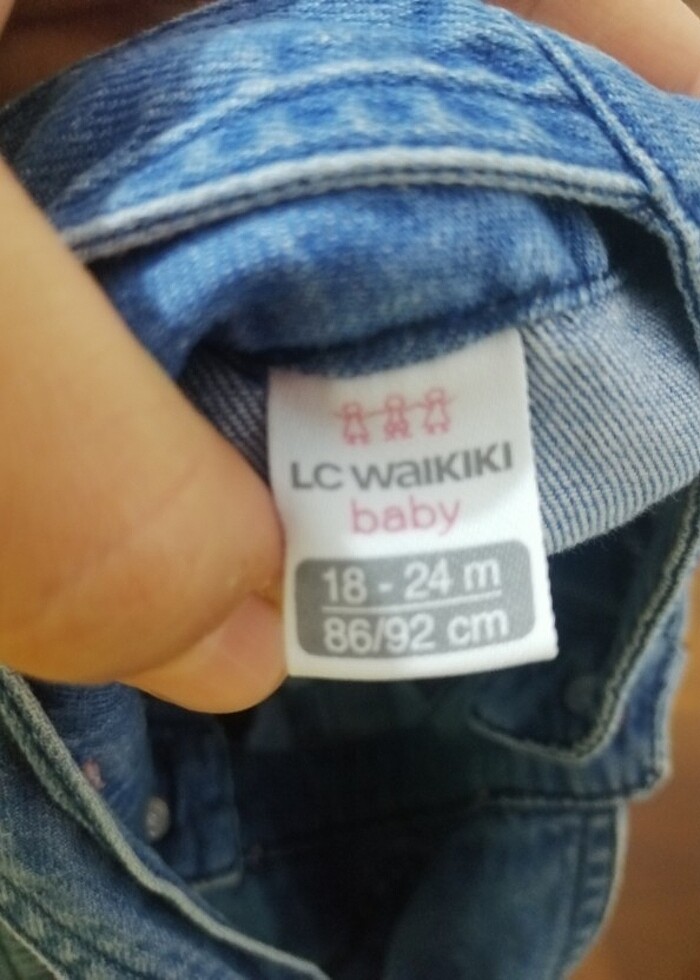 LC WAIKIKI
baby
18 - 24 m
86/92 cm